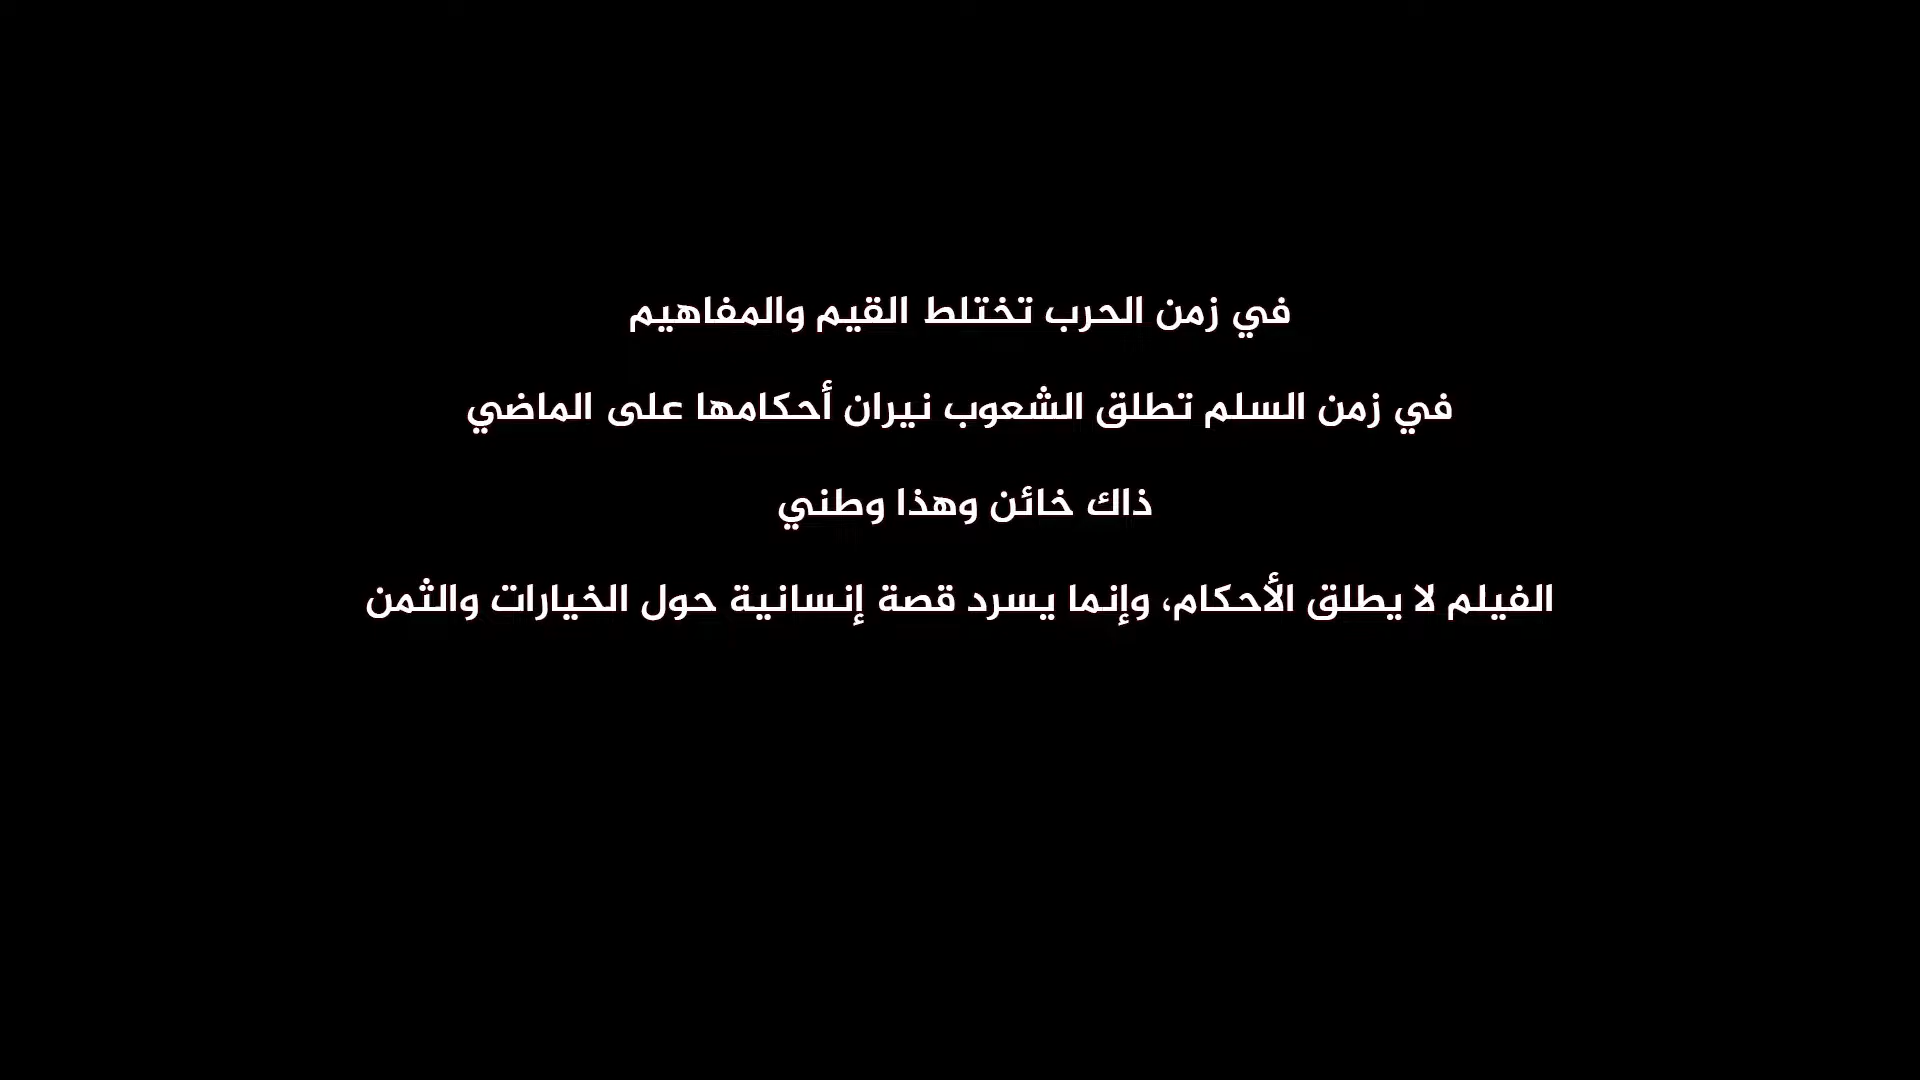 في زمن الحرب تختلط القيم والمفاهيم
في زمن السلم تطلق الشعوب نيران أحكامها على الماضي
ذاك خائن وهذا وطني
الفيلم لا يطلق الأحكام، وإنما يسرد قصة إنسانية حول الخيارات والثمن